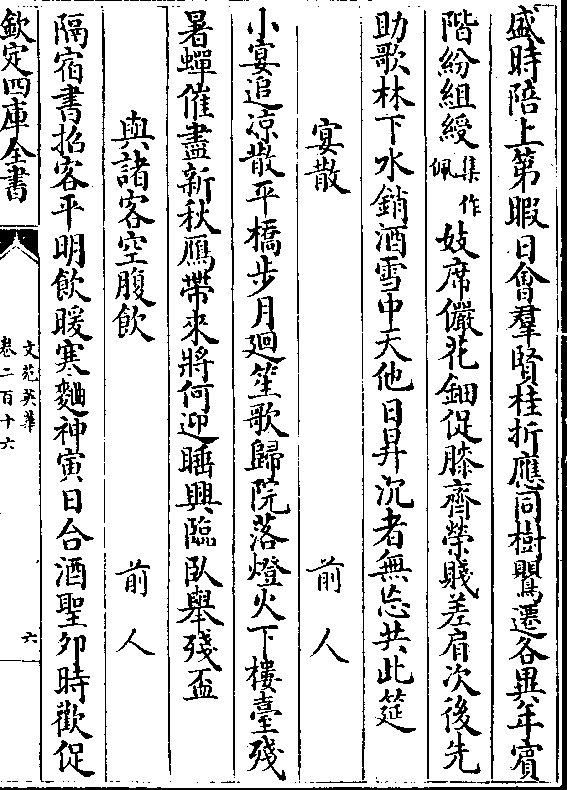 盛時陪上第暇日會羣賢桂折應同樹鸎遷各異年賓
階紛組綬集作佩妓席儼花鈿促膝齊榮賤差肩次後先
助歌林下水銷酒雪中天他日昇沉者無忘共此筵
宴散 前人
小宴追涼散平橋步月廻笙歌歸院落燈火下樓臺殘
暑蟬催盡新秋鴈帶來將何迎睡興臨臥舉殘盃
與諸客空腹飲 前人
隔宿書招客平明飲暖寒麯神寅日合酒聖卯時歡促
欽定四庫全書
文苑英華
卷二百十六
六